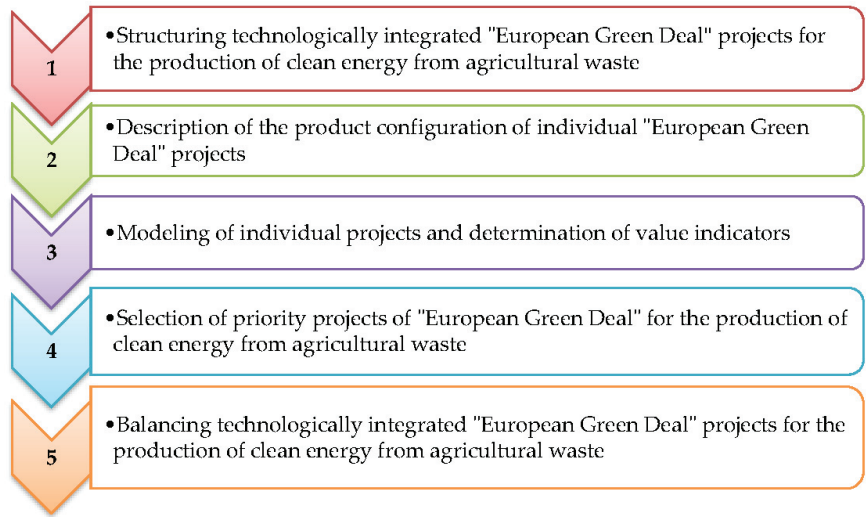 1
•Structuring technologically integrated "European Green Deal" projects for
the production of clean energy from agricultural waste
2
•Description of the product configuration of individual "European Green
Deal" projects
3
•Modeling of individual projects and determination of value indicators
4
•Selection of priority projects of "European Green Deal" for the production of
clean energy from agricultural waste
5
•Balancing technologically integrated "European Green Deal" projects for the
production of clean energy from agricultural waste